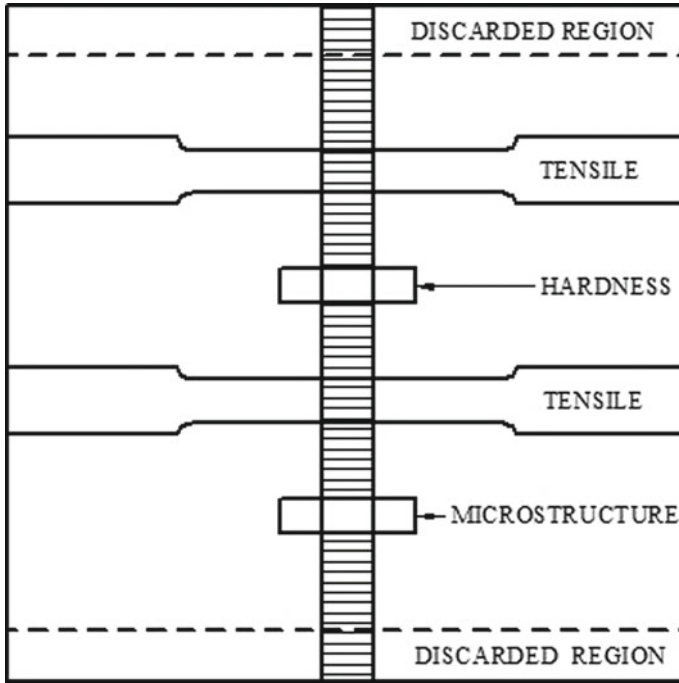 DISCARDED REGION
TENSILE
HARDNESS
TENSILE
MICROSTRUCTURE
DISCARDED REGION